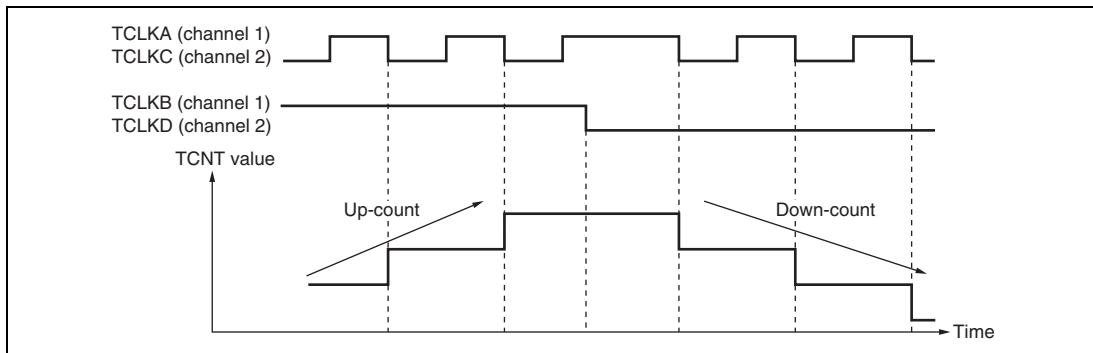 TCLKA (channel 1)
TCLKC (channel 2)
TCLKB (channel 1)
TCLKD (channel 2)
TCNT value
Up-count
Down-count
Time